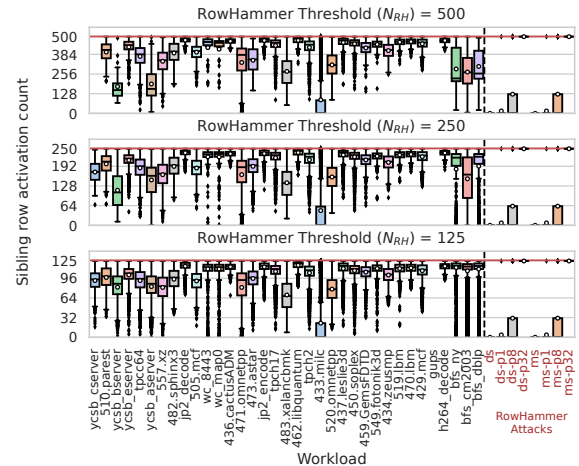 RowHammer Threshold (N_RH) = 500
500
384
256
128
0
RowHammer Threshold (N_RH) = 250
250
192
128
64
0
RowHammer Threshold (N_RH) = 125
125
96
64
32
0
Sibling row activation count
ycsb_cserver
510.parest
ycsb_bserver
ycsb_eserver
tpcc64
ycsb_aserver
557.xz
482.sphinx3
jp2_decode
505.mcf
wc_8443
wc_map0
436.cactusADM
471.omnetpp
473.astar
jp2_encode
tpch17
483.xalancbmk
462.libquantum
tpch2
433.milc
520.omnetpp
437.leslie3d
450.soplex
459.GemsFDTD
549.fotonik3d
434.zeusmp
519.lbm
470.lbm
429.mcf
gups
h264_decode
bfs_ny
bfs_cm2003
bfs_dblp
ds
ds-p1
ds-p8
ds-p32
ms
ms-p1
ms-p8
ms-p32
RowHammer
Attacks
Workload